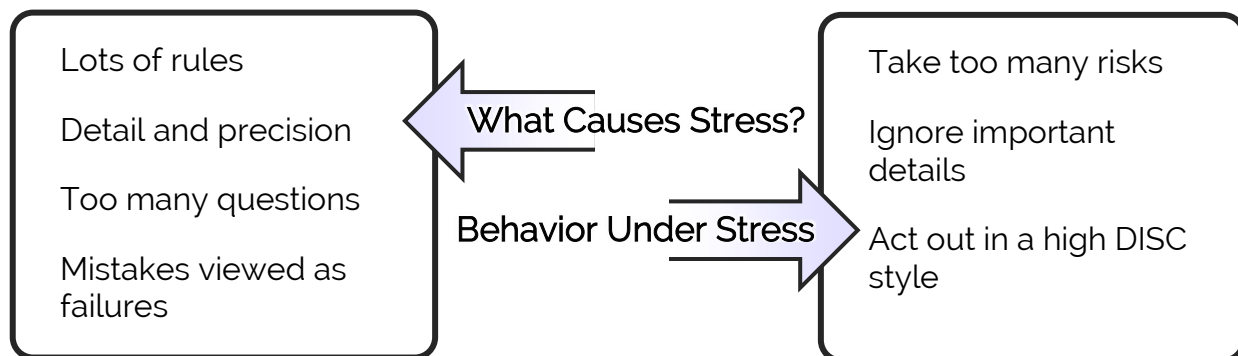 Lots of rules
Detail and precision
Too many questions
Mistakes viewed as
failures
What Causes Stress?
Behavior Under Stress
Take too many risks
Ignore important
details
Act out in a high DISC
style